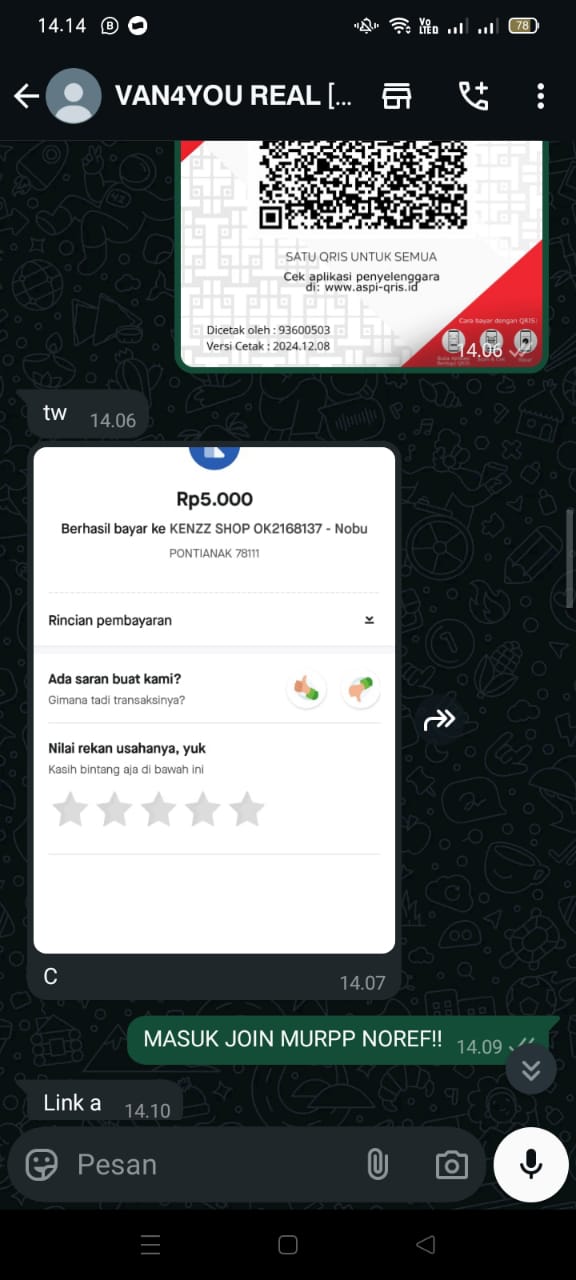 14.14
VoLTE
78
VAN4YOU REAL [...
SATU QRIS UNTUK SEMUA
Cek aplikasi penyelenggara
di: www.aspi-qris.id
Dicetak oleh : 93600503
Versi Cetak : 2024.12.08
Cara bayar dengan QRIS:
14.06
tw 14.06
Rp5.000
Berhasil bayar ke KENZZ SHOP OK2168137 - Nobu
PONTIANAK 78111
Rincian pembayaran
Ada saran buat kami?
Gimana tadi transaksinya?
Nilai rekan usahanya, yuk
Kasih bintang aja di bawah ini
C
14.07
MASUK JOIN MURPP NOREF!! 14.09
Link a 14.10
Pesan